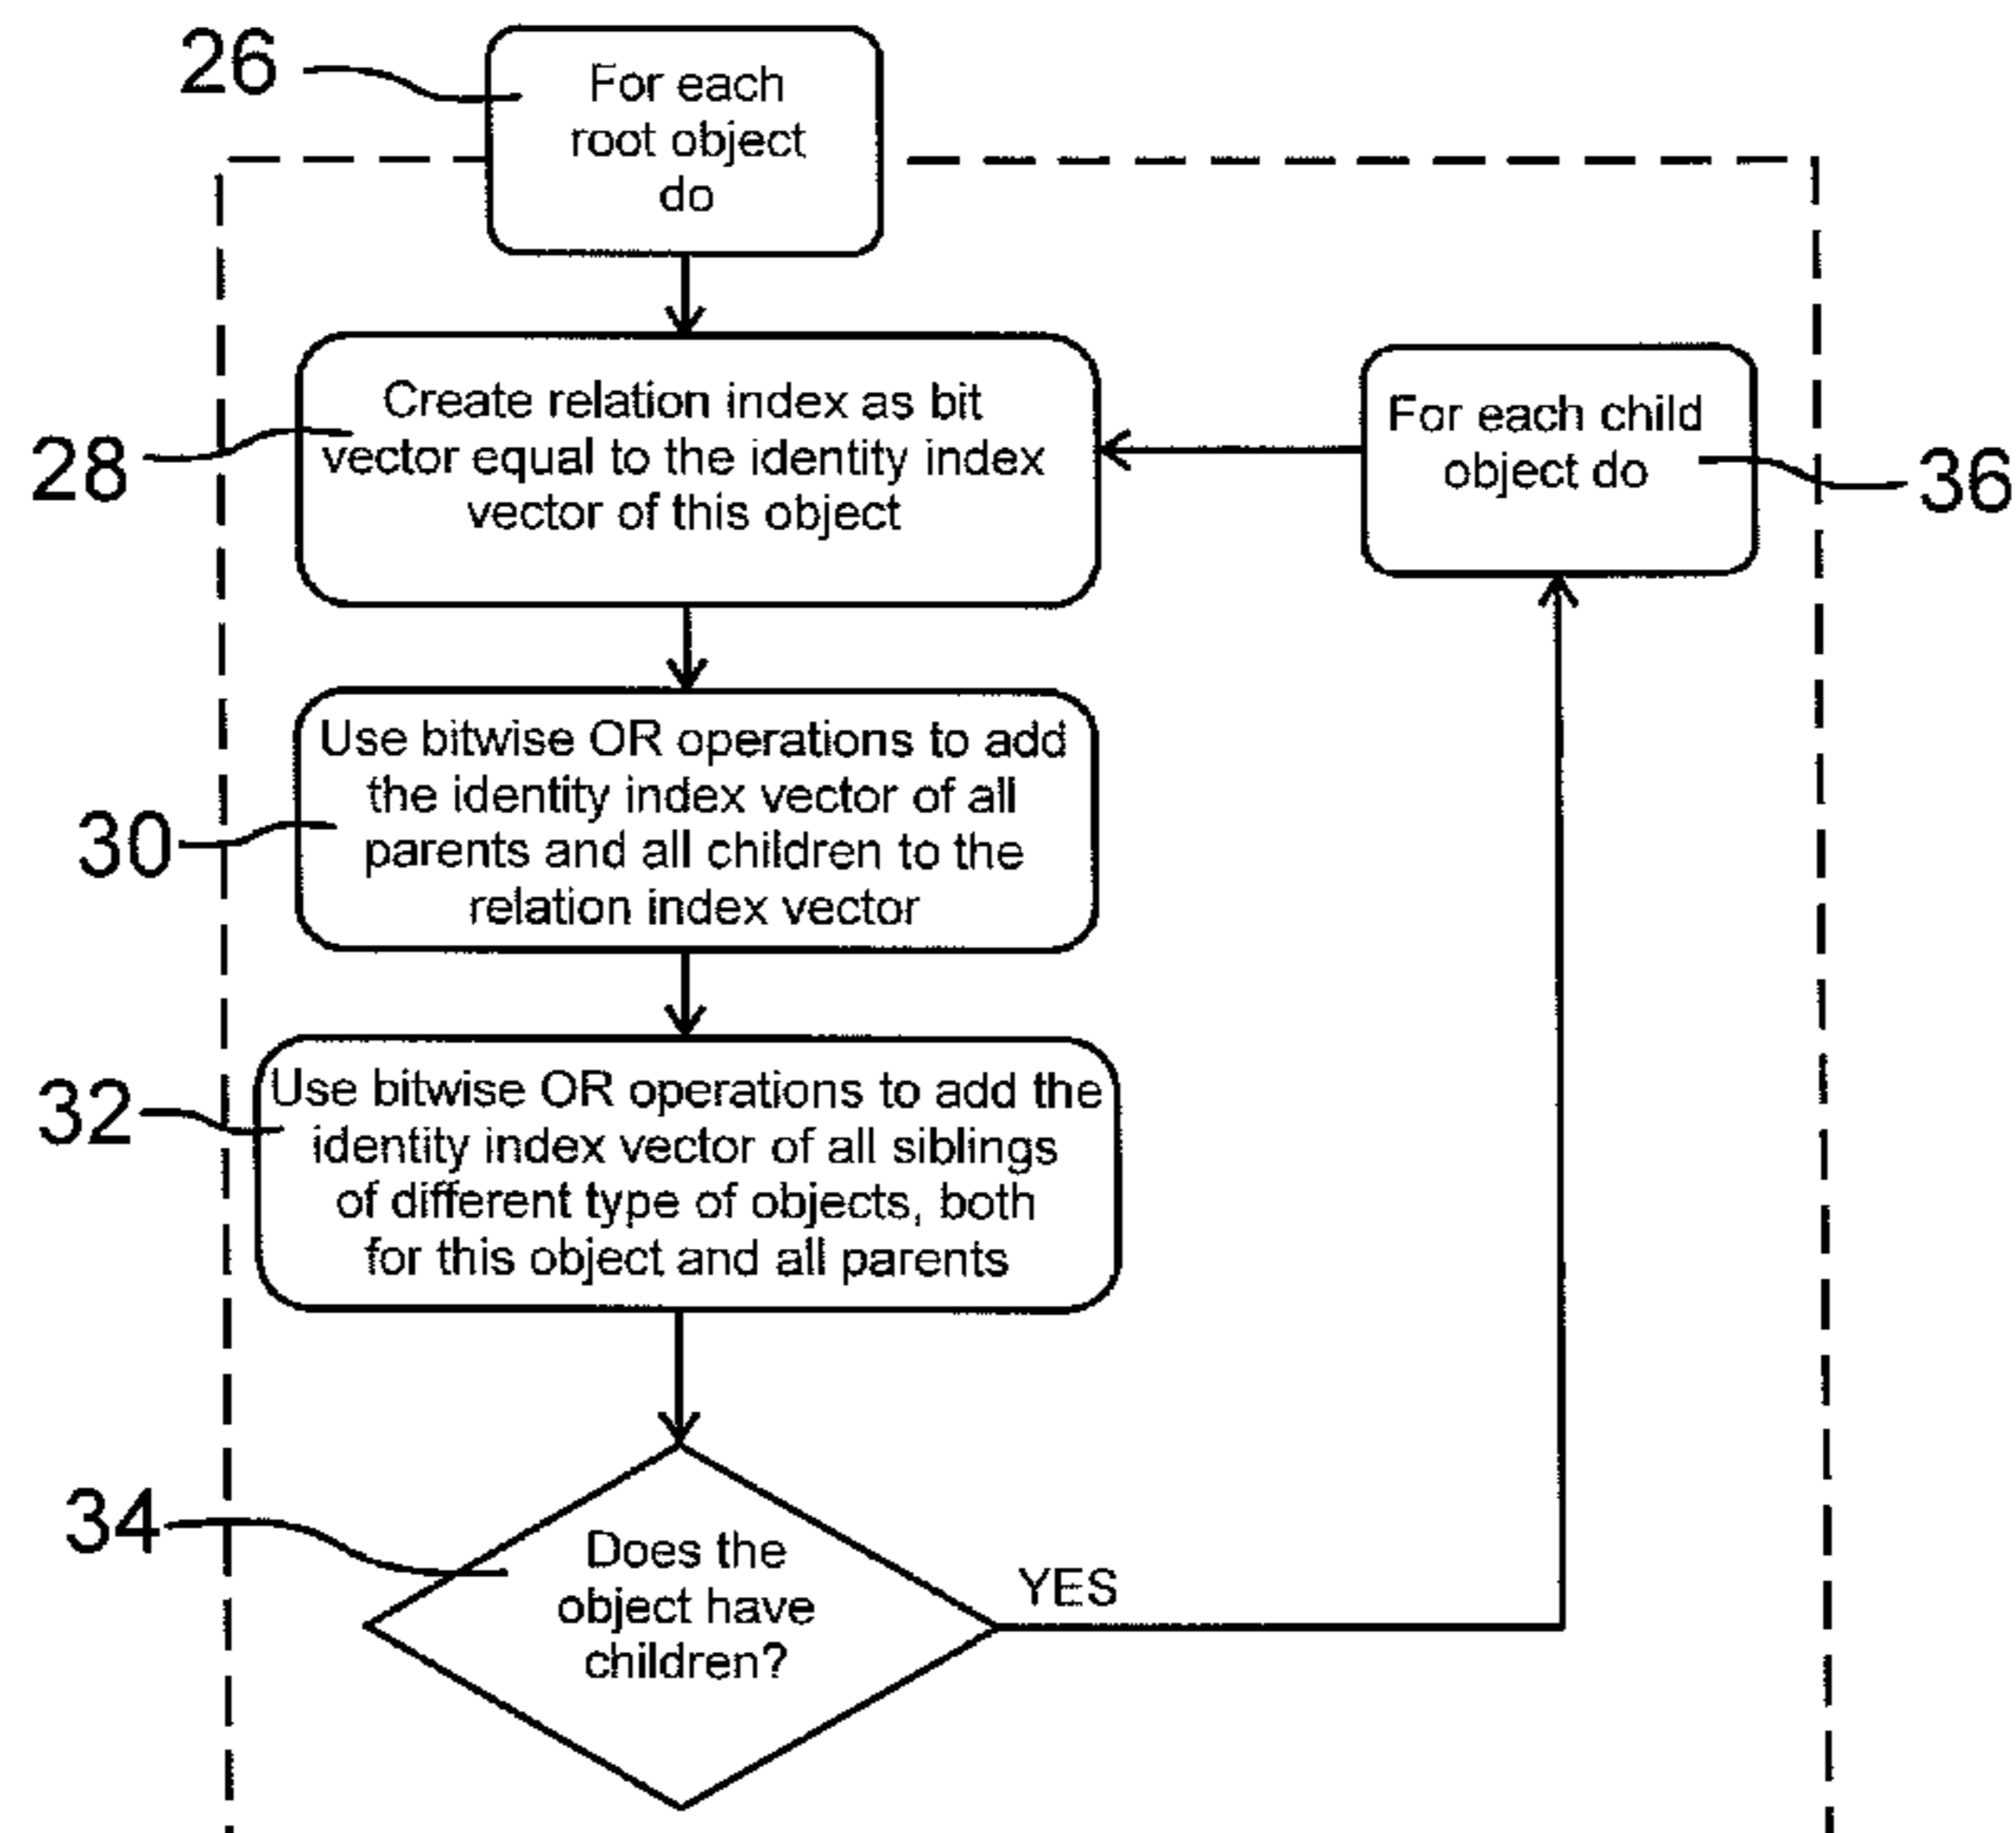 26
For each
root object
do
Create relation index as bit
vector equal to the identity index
vector of this object
28
For each child
object do
36
Use bitwise OR operations to add
the identity index vector of all
parents and all children to the
relation index vector
30
Use bitwise OR operations to add the
identity index vector of all siblings
of different type of objects, both
for this object and all parents
32
34
Does the
object have
children?
YES